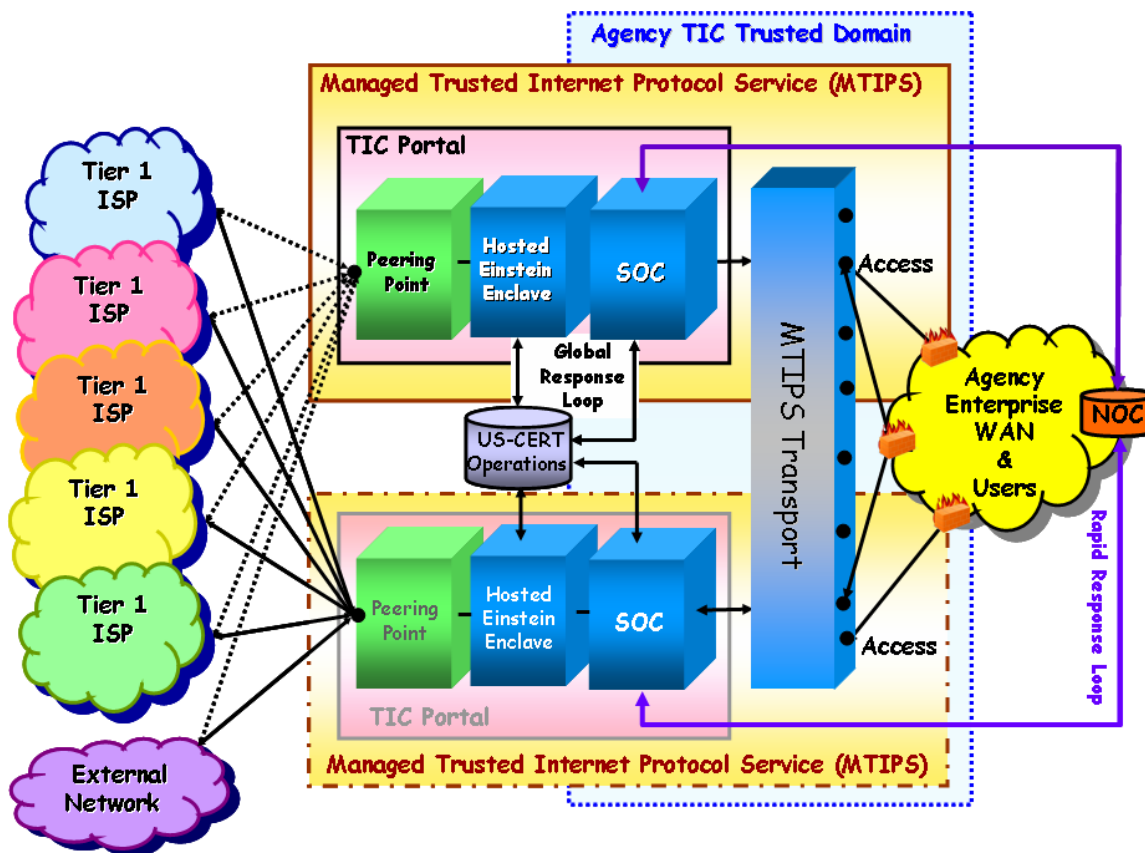 Agency TIC Trusted Domain
Managed Trusted Internet Protocol Service (MTIPS)
TIC Portal
Tier 1
ISP
Tier 1
ISP
Tier 1
ISP
Tier 1
ISP
Tier 1
ISP
External
Network
Peering
Point
Hosted
Einstein
Enclave
SOC
Global
Response
Loop
US-CERT
Operations
MTIPS Transport
Access
Agency
Enterprise
WAN
&
Users
NOC
Rapid Response Loop
Peering
Point
Hosted
Einstein
Enclave
SOC
Access
TIC Portal
Managed Trusted Internet Protocol Service (MTIPS)